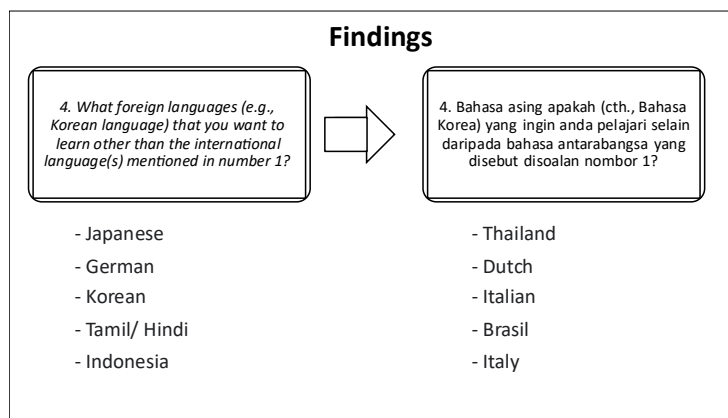 Findings
4. What foreign languages (e.g.,
Korean language) that you want to
learn other than the international
language(s) mentioned in number 1?
4. Bahasa asing apakah (cth., Bahasa
Korea) yang ingin anda pelajari selain
daripada bahasa antarabangsa yang
disebut disoalan nombor 1?
- Japanese
- German
- Korean
- Tamil/ Hindi
- Indonesia
- Thailand
- Dutch
- Italian
- Brasil
- Italy